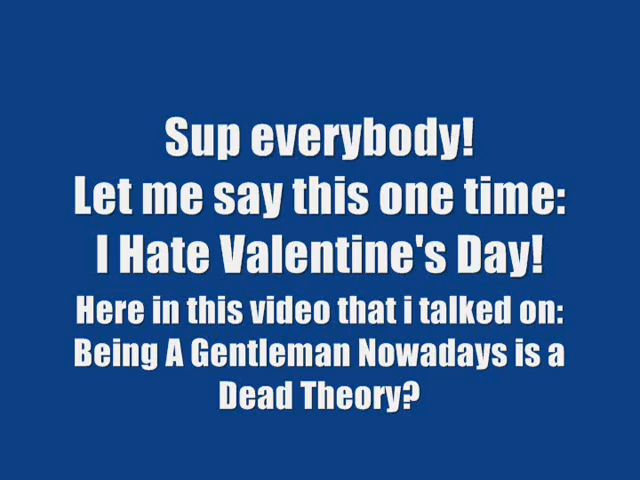 Sup everybody!
Let me say this one time:
I Hate Valentine's Day!
Here in this video that i talked on:
Being A Gentleman Nowadays is a
Dead Theory?